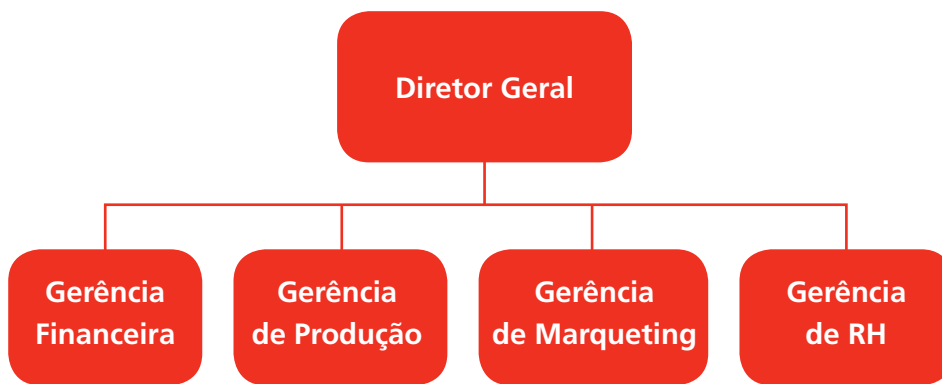 Diretor Geral
Gerência
Financeira
Gerência
de Produção
Gerência
de Marqueting
Gerência
de RH